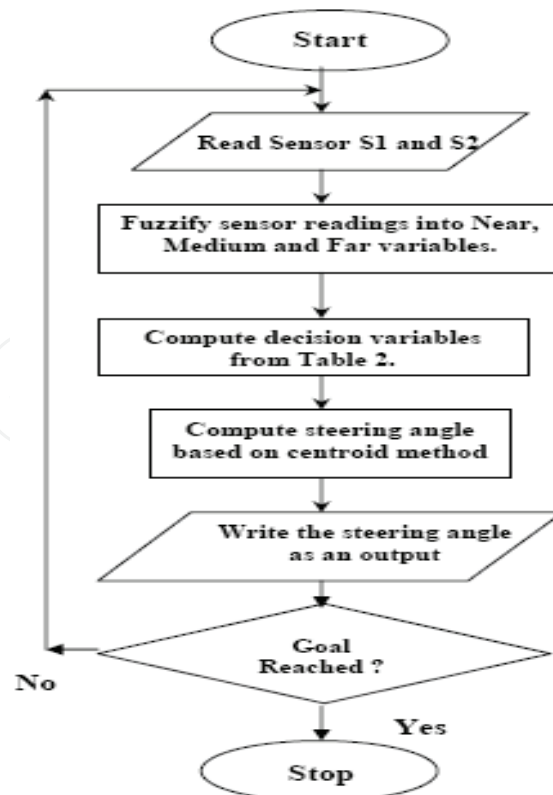 Start
Read Sensor S1 and S2
Fuzzify sensor readings into Near,
Medium and Far variables.
Compute decision variables
from Table 2.
Compute steering angle
based on centroid method
Write the steering angle
as an output
Goal
Reached ?
No
Yes
Stop